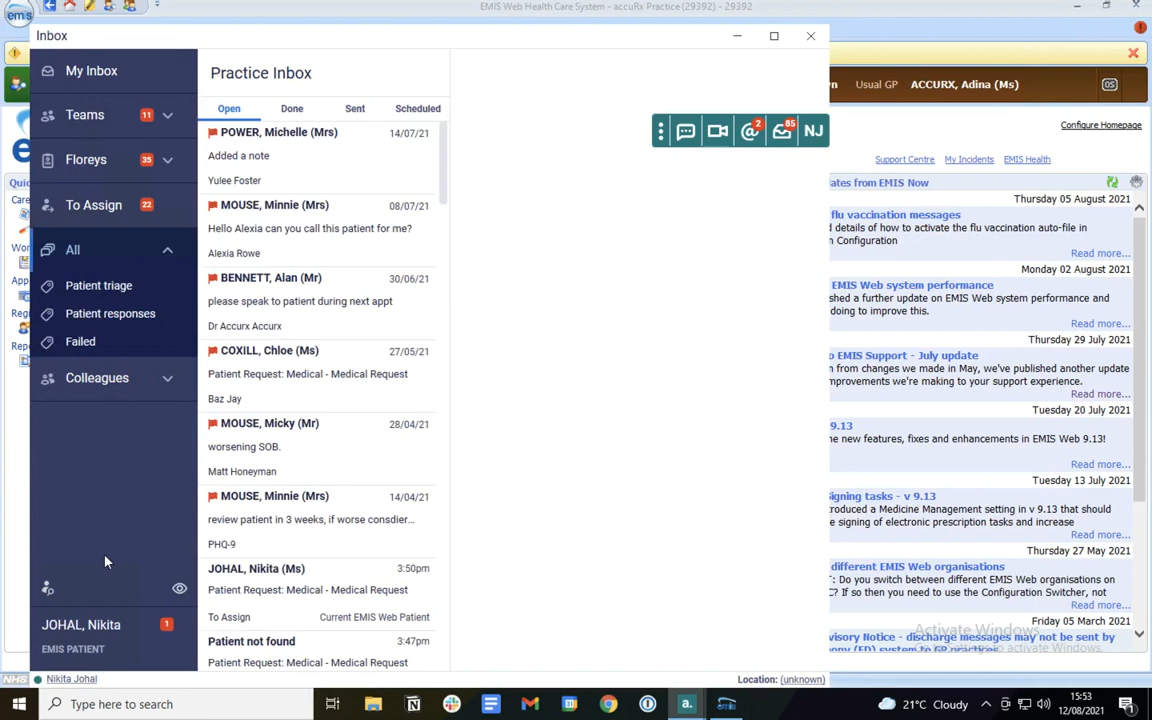 emis
EMIS Web Health Care System - accuRx Practice (29392) - 29392
Inbox
Usual GP ACCURX, Adina (Ms)
OS
My Inbox
Teams 11
Floreys 35
To Assign 22
All
Patient triage
Patient responses
Failed
Colleagues
JOHAL, Nikita 1
EMIS PATIENT
Practice Inbox
Open Done Sent Scheduled
POWER, Michelle (Mrs) 14/07/21
Added a note
Yulee Foster
MOUSE, Minnie (Mrs) 08/07/21
Hello Alexia can you call this patient for me?
Alexia Rowe
BENNETT, Alan (Mr) 30/06/21
please speak to patient during next appt
Dr Accurx Accurx
COXILL, Chloe (Ms) 27/05/21
Patient Request: Medical - Medical Request
Baz Jay
MOUSE, Micky (Mr) 28/04/21
worsening SOB.
Matt Honeyman
MOUSE, Minnie (Mrs) 14/04/21
review patient in 3 weeks, if worse consdier...
PHQ-9
JOHAL, Nikita (Ms) 3:50pm
Patient Request: Medical - Medical Request
To Assign Current EMIS Web Patient
Patient not found 3:47pm
Patient Request: Medical - Medical Request
2 85 NJ
Configure Homepage
Support Centre My Incidents EMIS Health
ates from EMIS Now
Thursday 05 August 2021
flu vaccination messages
d details of how to activate the flu vaccination auto-file in
Configuration
Read more...
Monday 02 August 2021
EMIS Web system performance
shed a further update on EMIS Web system performance and
doing to improve this.
Read more...
Thursday 29 July 2021
o EMIS Support - July update
n from changes we made in May, we've published another update
mprovements we're making to your support experience.
Read more...
Tuesday 20 July 2021
9.13
he new features, fixes and enhancements in EMIS Web 9.13!
Read more...
Tuesday 13 July 2021
signing tasks - v 9.13
troduced a Medicine Management setting in v 9.13 that should
e signing of electronic prescription tasks and increase
Read more...
Thursday 27 May 2021
different EMIS Web organisations
T: Do you switch between different EMIS Web organisations on
C? If so then you need to use the Configuration Switcher, not
Read more...
Friday 05 March 2021
visory Notice - discharge messages may not be sent by
Activate Windows
NHS Nikita Johal
Location: (unknown)
Type here to search
21°C Cloudy
15:53
12/08/2021
1